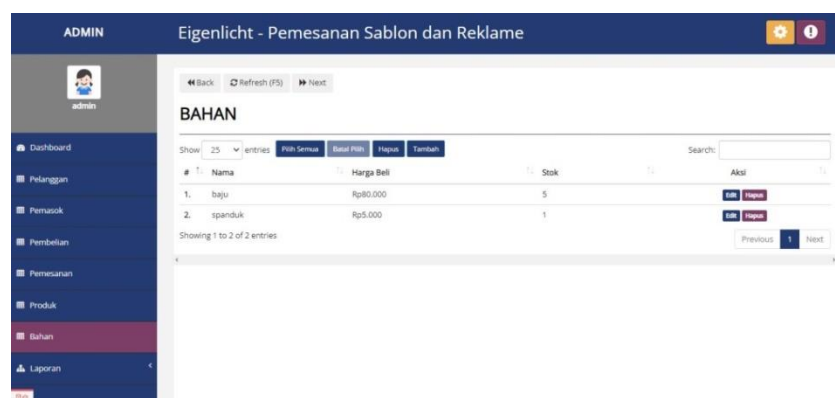 ADMIN
Eigenlicht - Pemesanan Sablon dan Reklame
admin
Dashboard
Pelanggan
Pemasok
Pembelian
Pemesanan
Produk
Bahan
Laporan
Back Refresh (F5) Next
BAHAN
Show 25 entries Pilih Semua Batal Pilih Hapus Tambah Search:
# Nama Harga Beli Stok Aksi
1. baju Rp80.000 5 Edit Hapus
2. spanduk Rp5.000 1 Edit Hapus
Showing 1 to 2 of 2 entries
Previous 1 Next